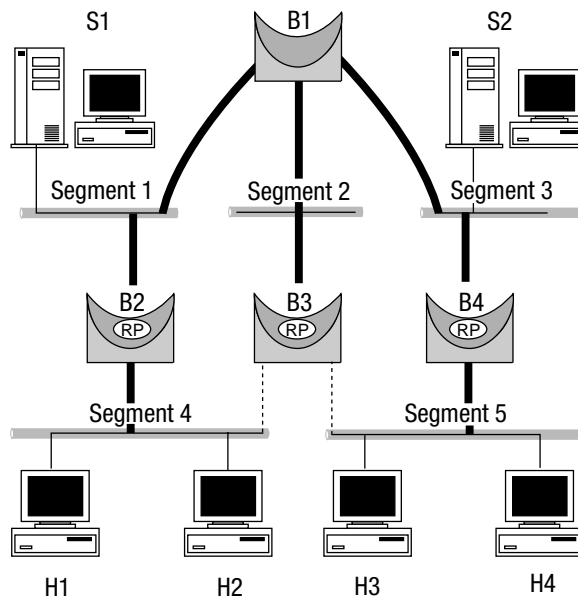 S1 B1 S2
Segment 1 Segment 2 Segment 3
B2 B3 B4
RP RP RP
Segment 4 Segment 5
H1 H2 H3 H4